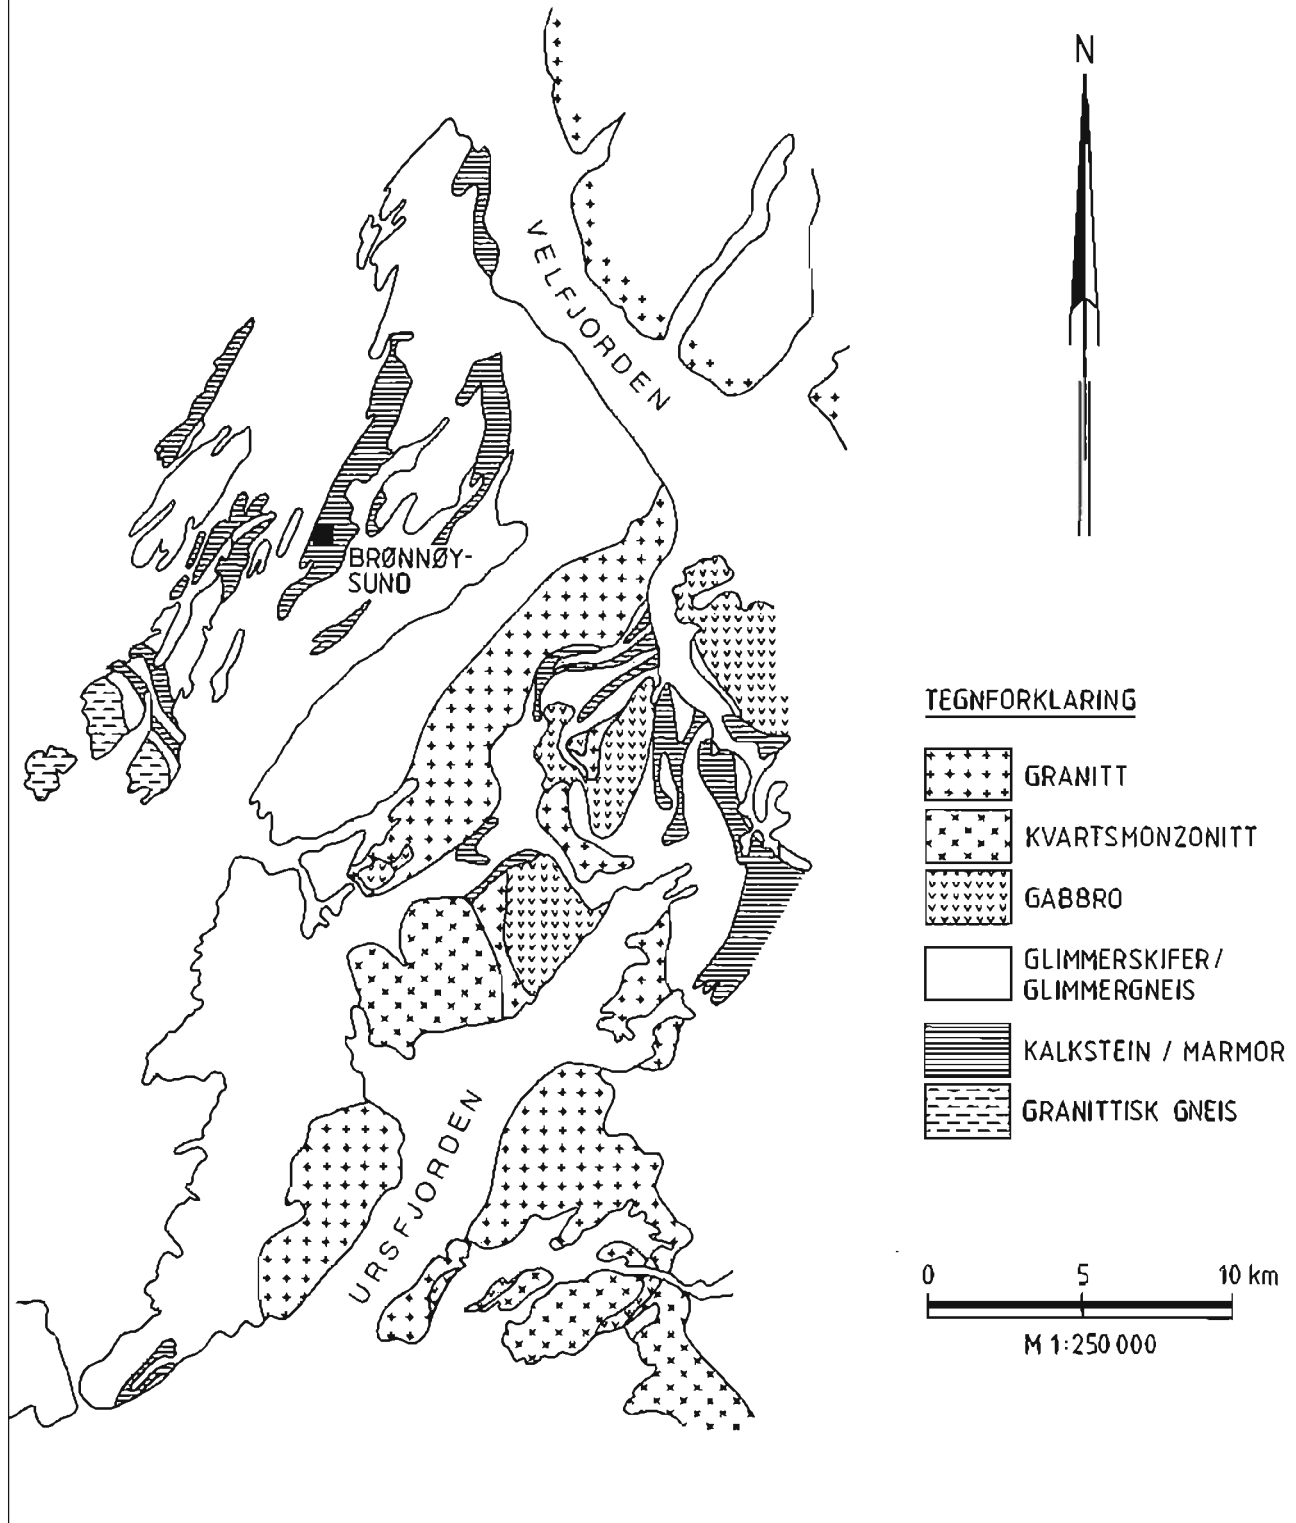 N
VELFJORDEN
BRØNNØY-
SUND
URSFJORDEN
TEGNFORKLARING
GRANITT
KVARTSMONZONITT
GABBRO
GLIMMERSKIFER/
GLIMMERGNEIS
KALKSTEIN / MARMOR
GRANITTISK GNEIS
0 5 10 km
M 1:250 000